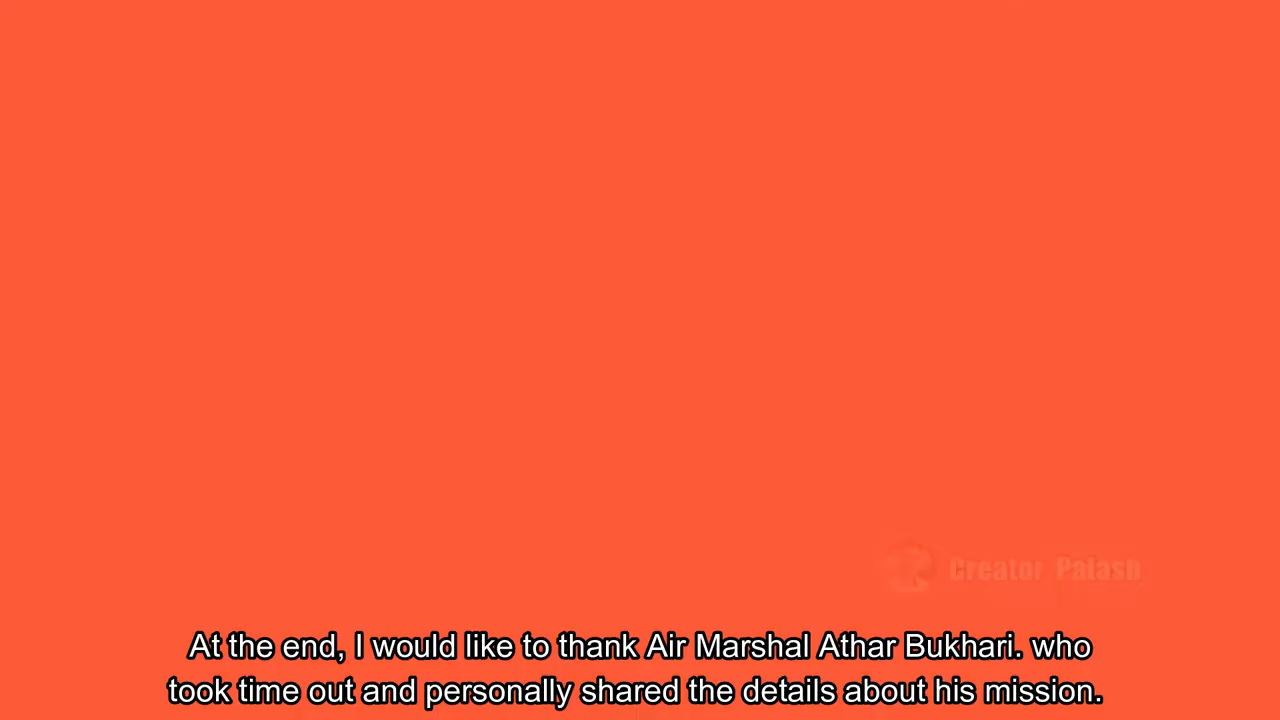 Creator Palash
At the end, I would like to thank Air Marshal Athar Bukhari. who
took time out and personally shared the details about his mission.